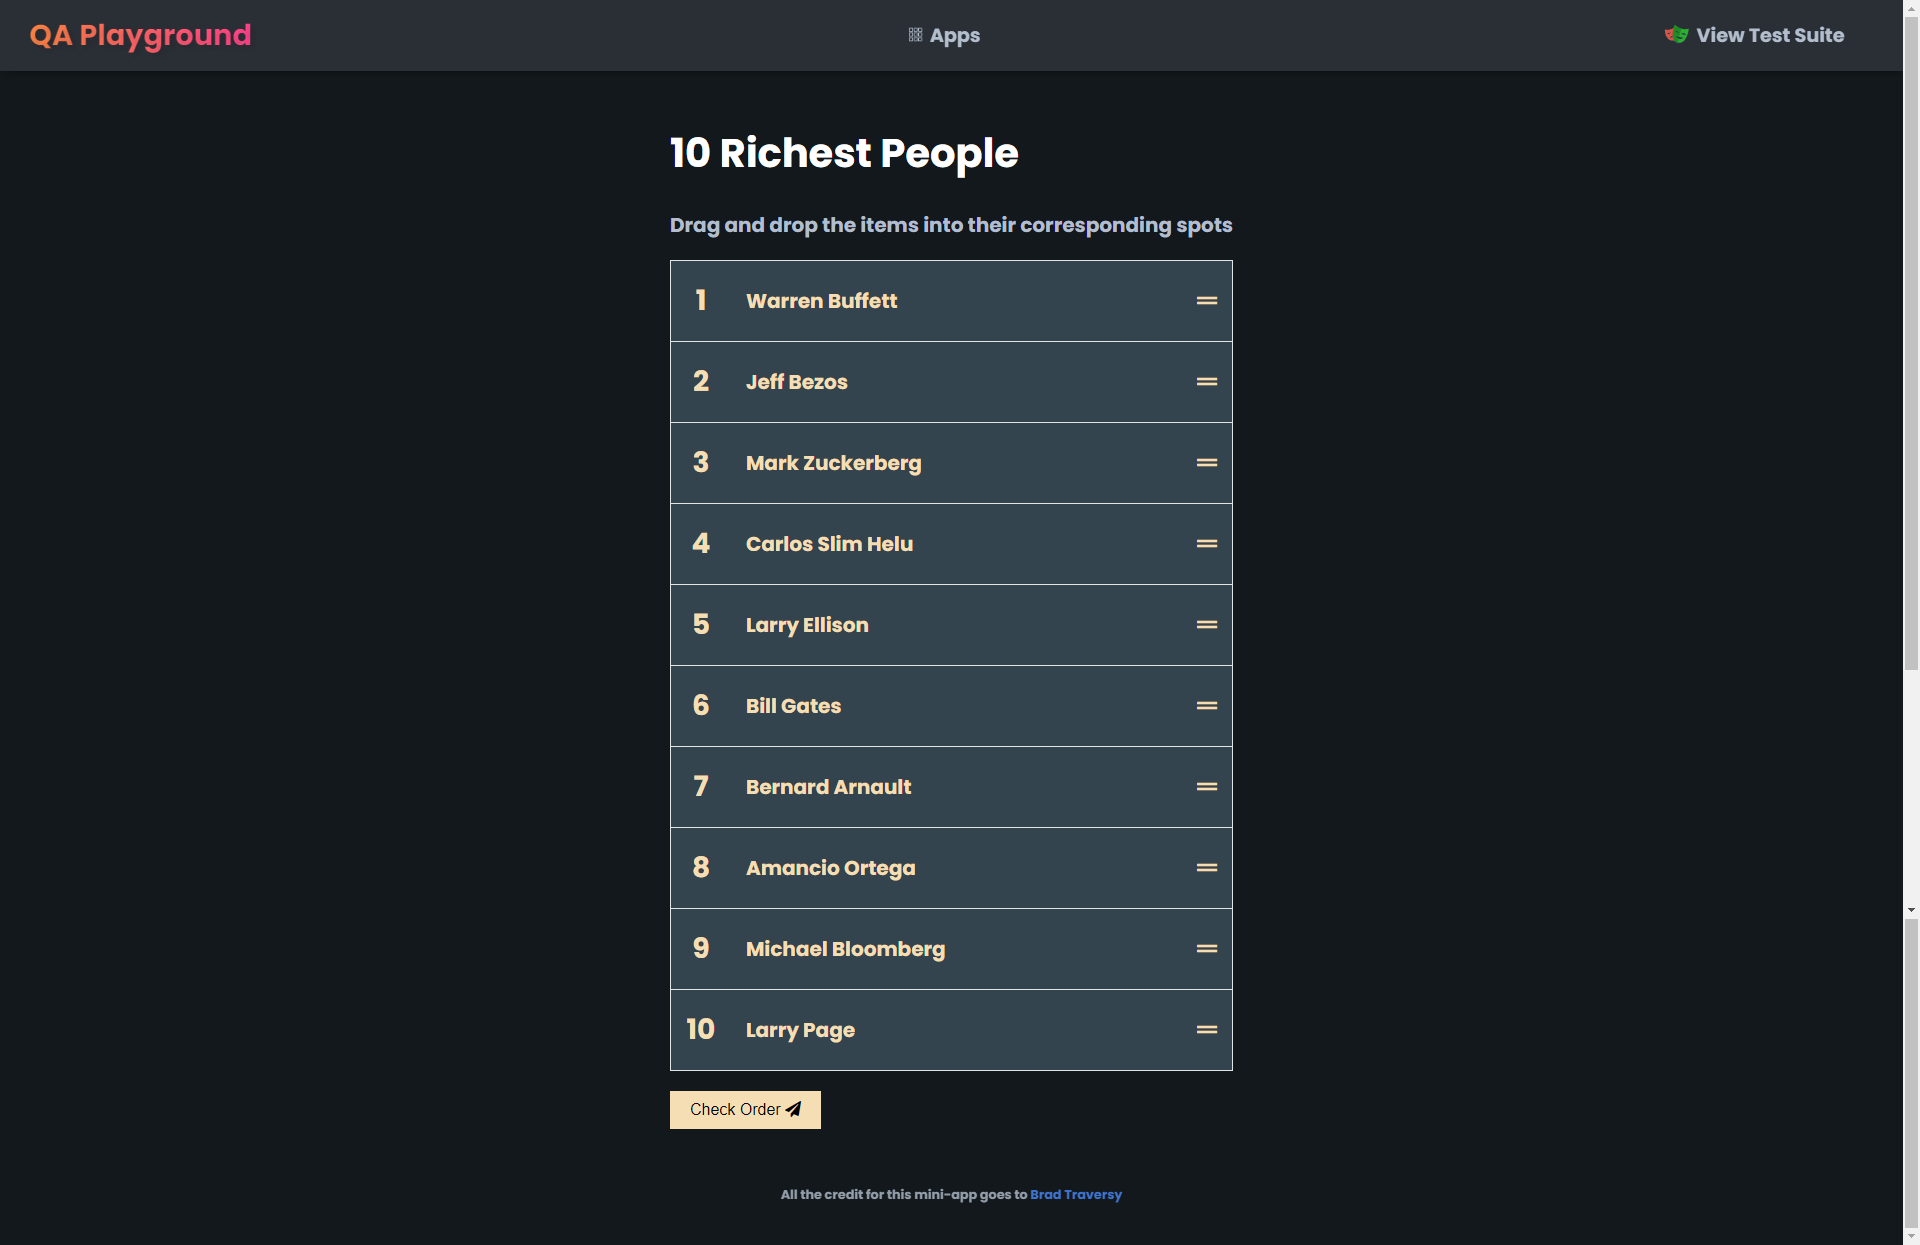 QA Playground
Apps
View Test Suite
10 Richest People
Drag and drop the items into their corresponding spots
1 Warren Buffett
2 Jeff Bezos
3 Mark Zuckerberg
4 Carlos Slim Helu
5 Larry Ellison
6 Bill Gates
7 Bernard Arnault
8 Amancio Ortega
9 Michael Bloomberg
10 Larry Page
Check Order
All the credit for this mini-app goes to Brad Traversy